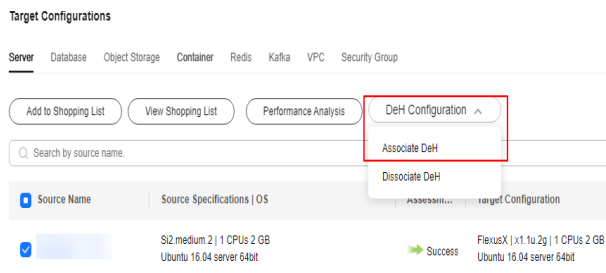 Target Configurations
Server Database Object Storage Container Redis Kafka VPC Security Group
Add to Shopping List View Shopping List Performance Analysis DeH Configuration
Search by source name.
Associate DeH
Dissociate DeH
Source Name Source Specifications | OS Assessm... Target Configuration
Si2.medium.2 | 1 CPUs 2 GB
Ubuntu 16.04 server 64bit
Success
FlexusX | x1.1u.2g | 1 CPUs 2 GB
Ubuntu 16.04 server 64bit